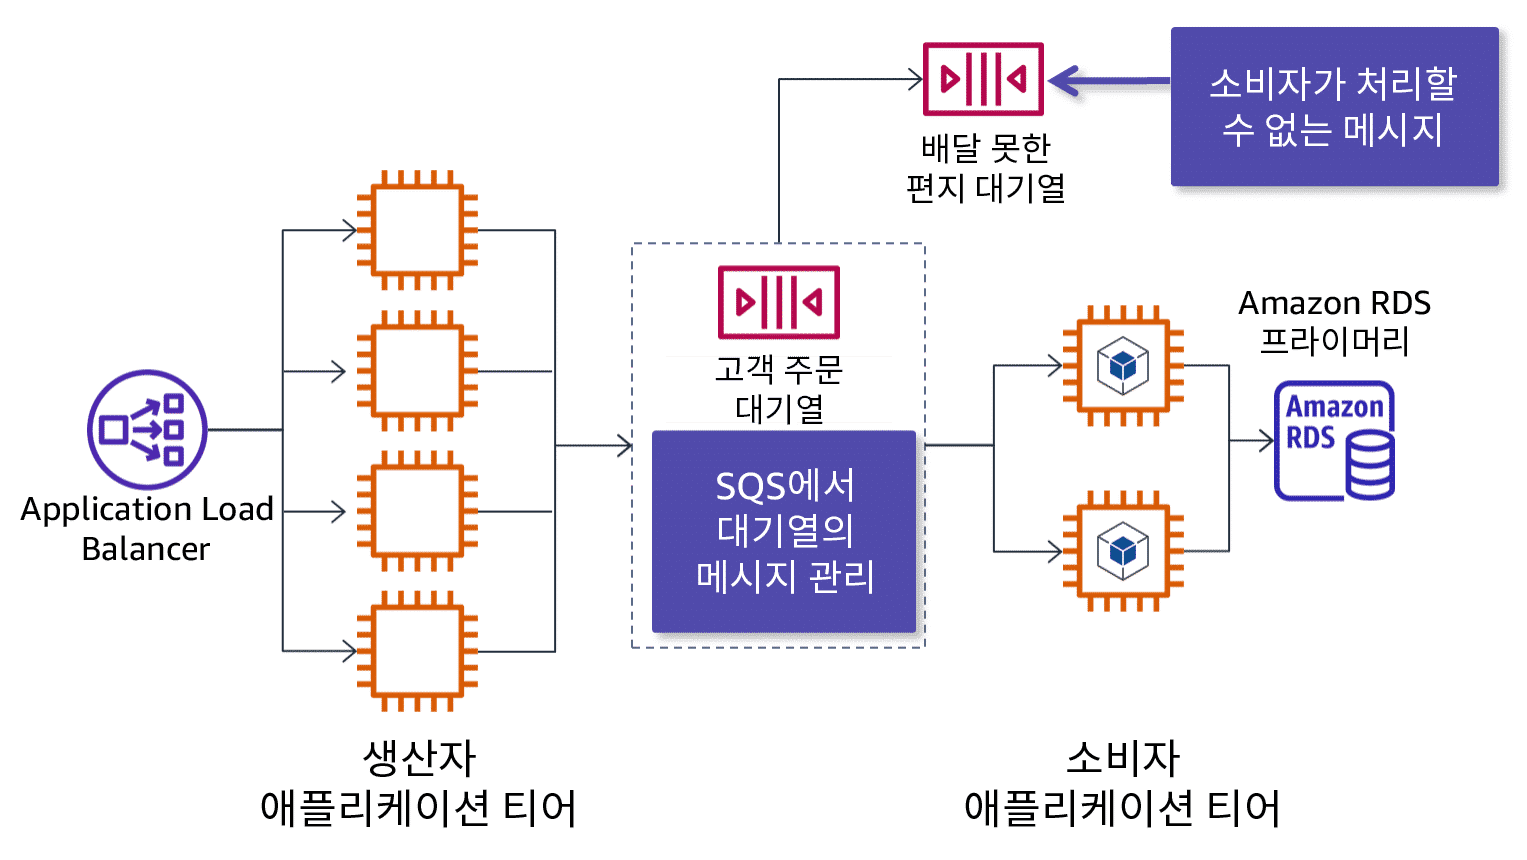 소비자가 처리할
수 없는 메시지
배달 못한
편지 대기열
고객 주문
대기열
SQS에서
대기열의
메시지 관리
Amazon RDS
프라이머리
Amazon
RDS
Application Load
Balancer
생산자
애플리케이션 티어
소비자
애플리케이션 티어